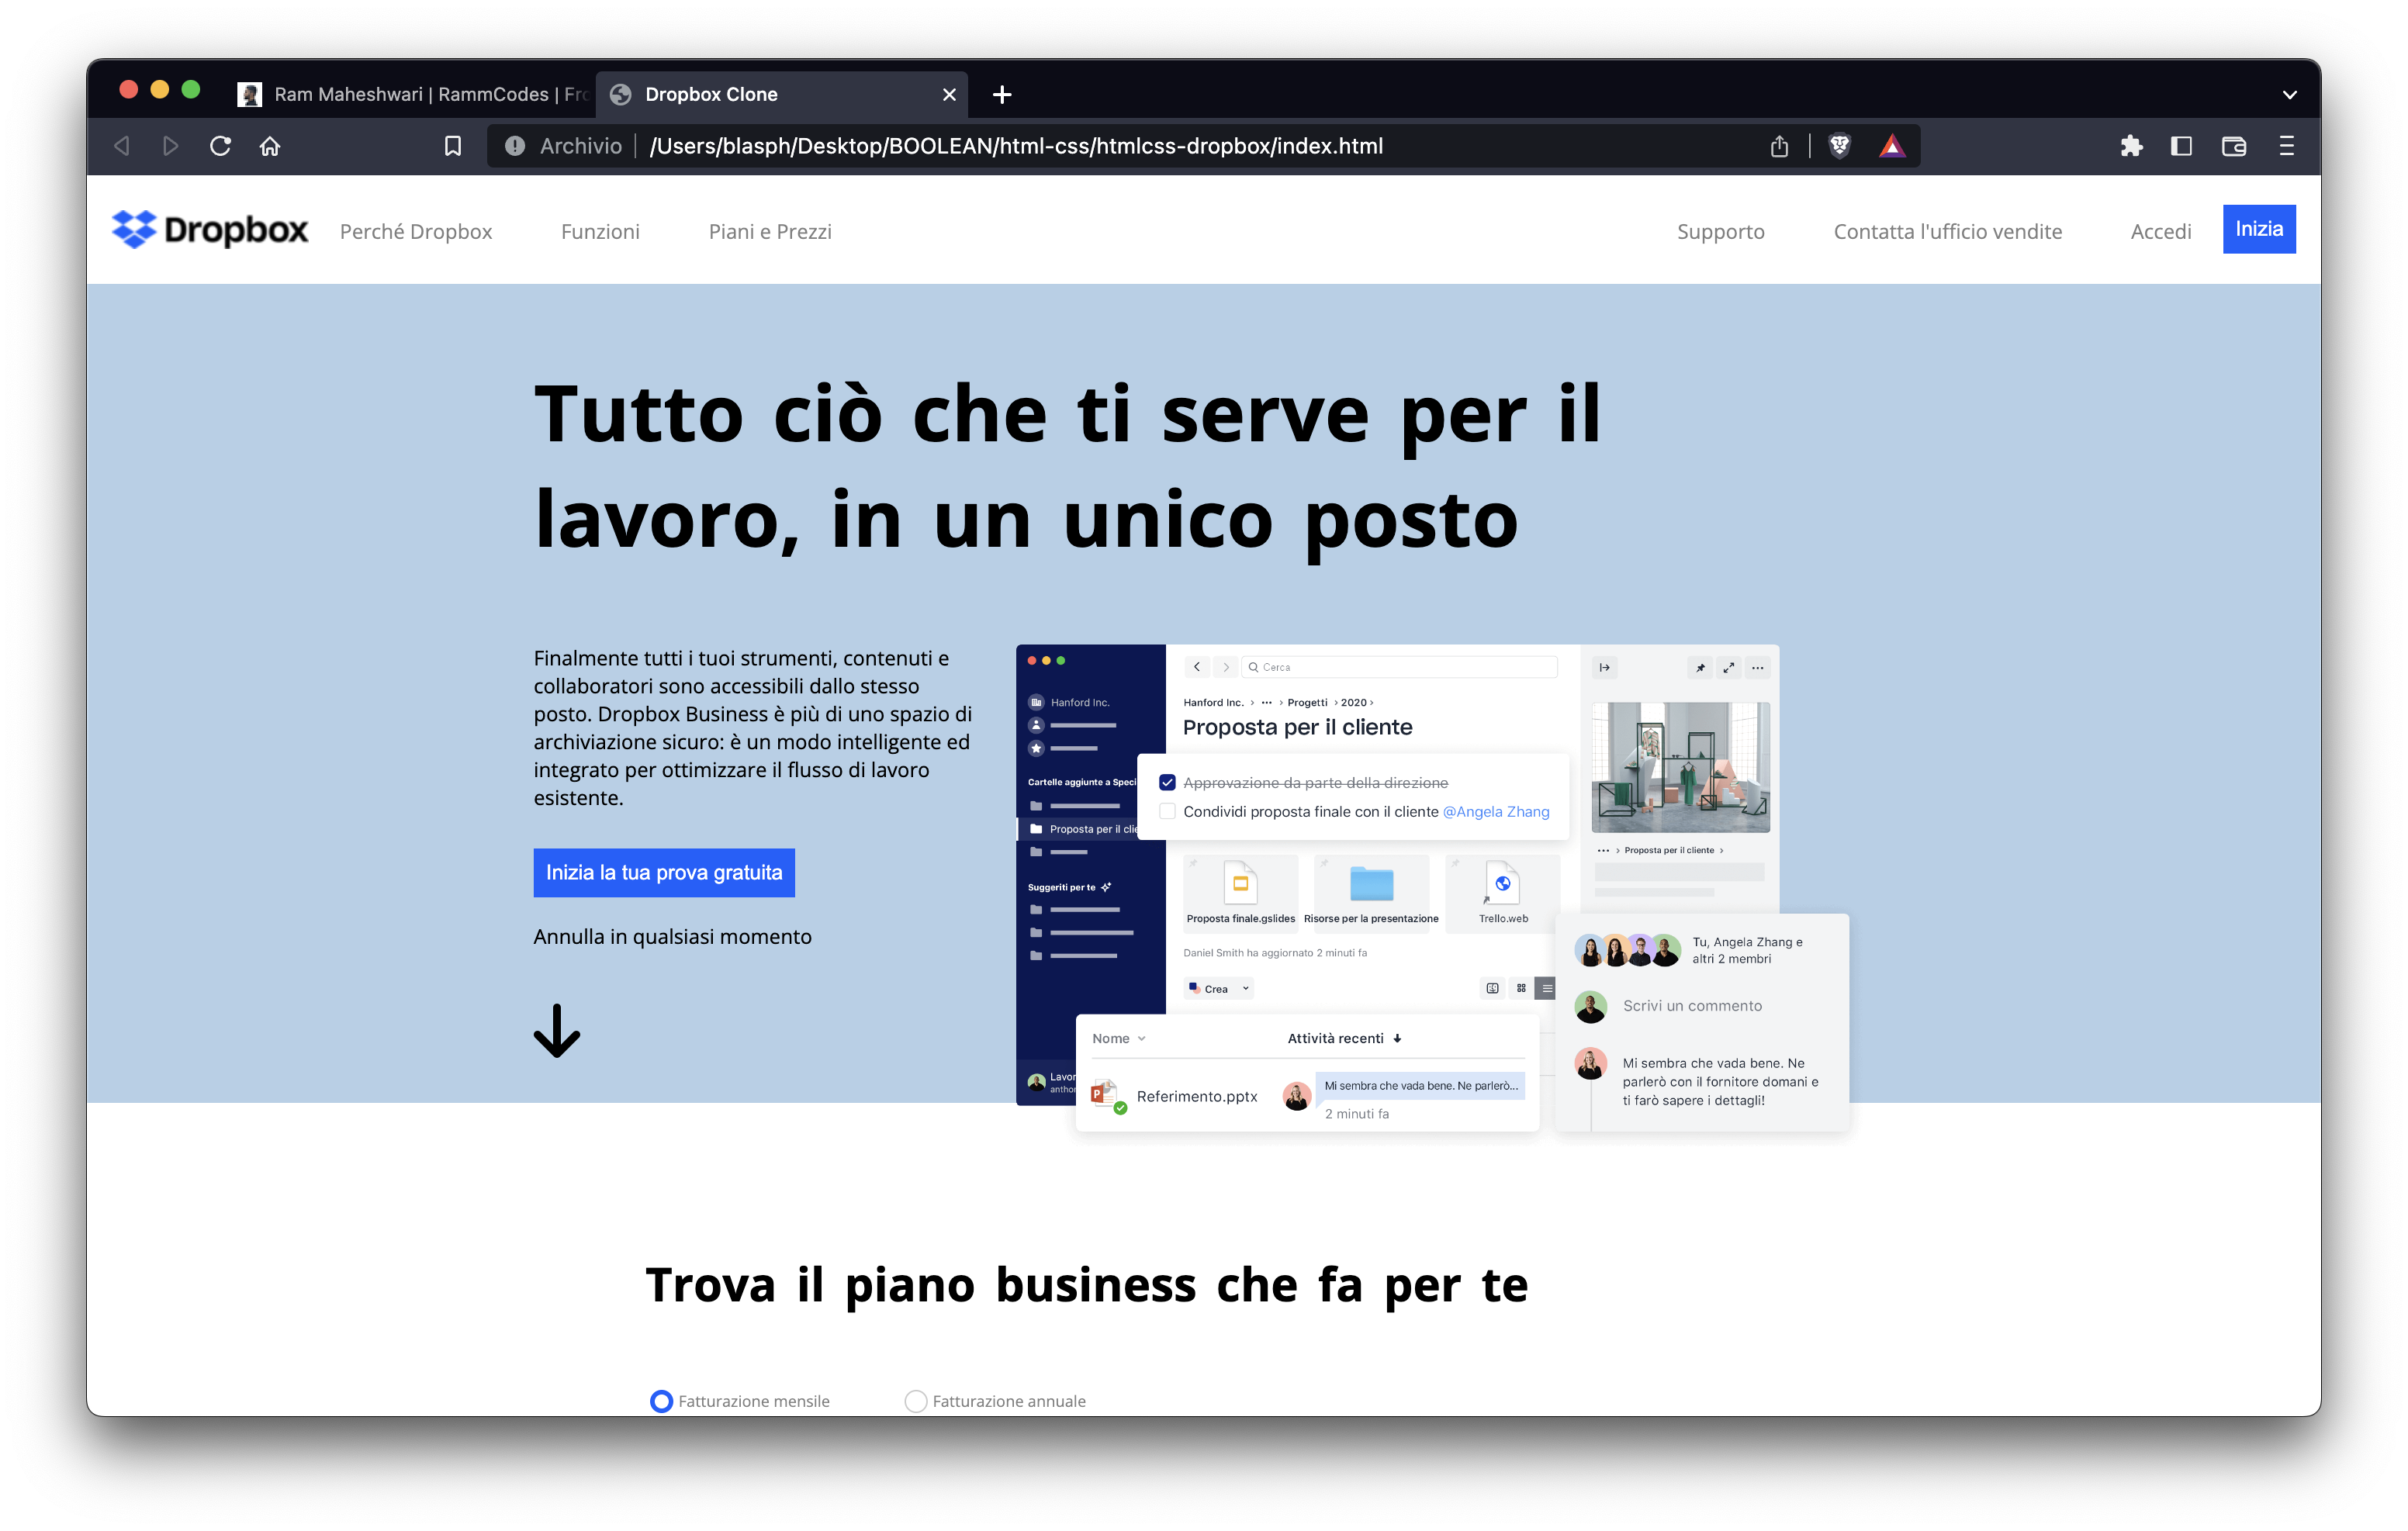 Ram Maheshwari | RammCodes | Fro
Dropbox Clone
Archivio
/Users/blasph/Desktop/BOOLEAN/html-css/htmlcss-dropbox/index.html
Dropbox
Perché Dropbox
Funzioni
Piani e Prezzi
Supporto
Contatta l'ufficio vendite
Accedi
Inizia
Tutto ciò che ti serve per il
lavoro, in un unico posto
Finalmente tutti i tuoi strumenti, contenuti e
collaboratori sono accessibili dallo stesso
posto. Dropbox Business è più di uno spazio di
archiviazione sicuro: è un modo intelligente ed
integrato per ottimizzare il flusso di lavoro
esistente.
Inizia la tua prova gratuita
Annulla in qualsiasi momento
Hanford Inc.
Cartelle aggiunte a Speci
Proposta per il clie
Suggeriti per te
Lavor
anthor
Cerca
Hanford Inc. › ••• › Progetti › 2020 ›
Proposta per il cliente
Approvazione da parte della direzione
Condividi proposta finale con il cliente @Angela Zhang
Proposta finale.gslides
Risorse per la presentazione
Trello.web
Daniel Smith ha aggiornato 2 minuti fa
Crea
Nome
Attività recenti
Referimento.pptx
Mi sembra che vada bene. Ne parlerò...
2 minuti fa
••• › Proposta per il cliente ›
Tu, Angela Zhang e
altri 2 membri
Scrivi un commento
Mi sembra che vada bene. Ne
parlerò con il fornitore domani e
ti farò sapere i dettagli!
Trova il piano business che fa per te
Fatturazione mensile
Fatturazione annuale